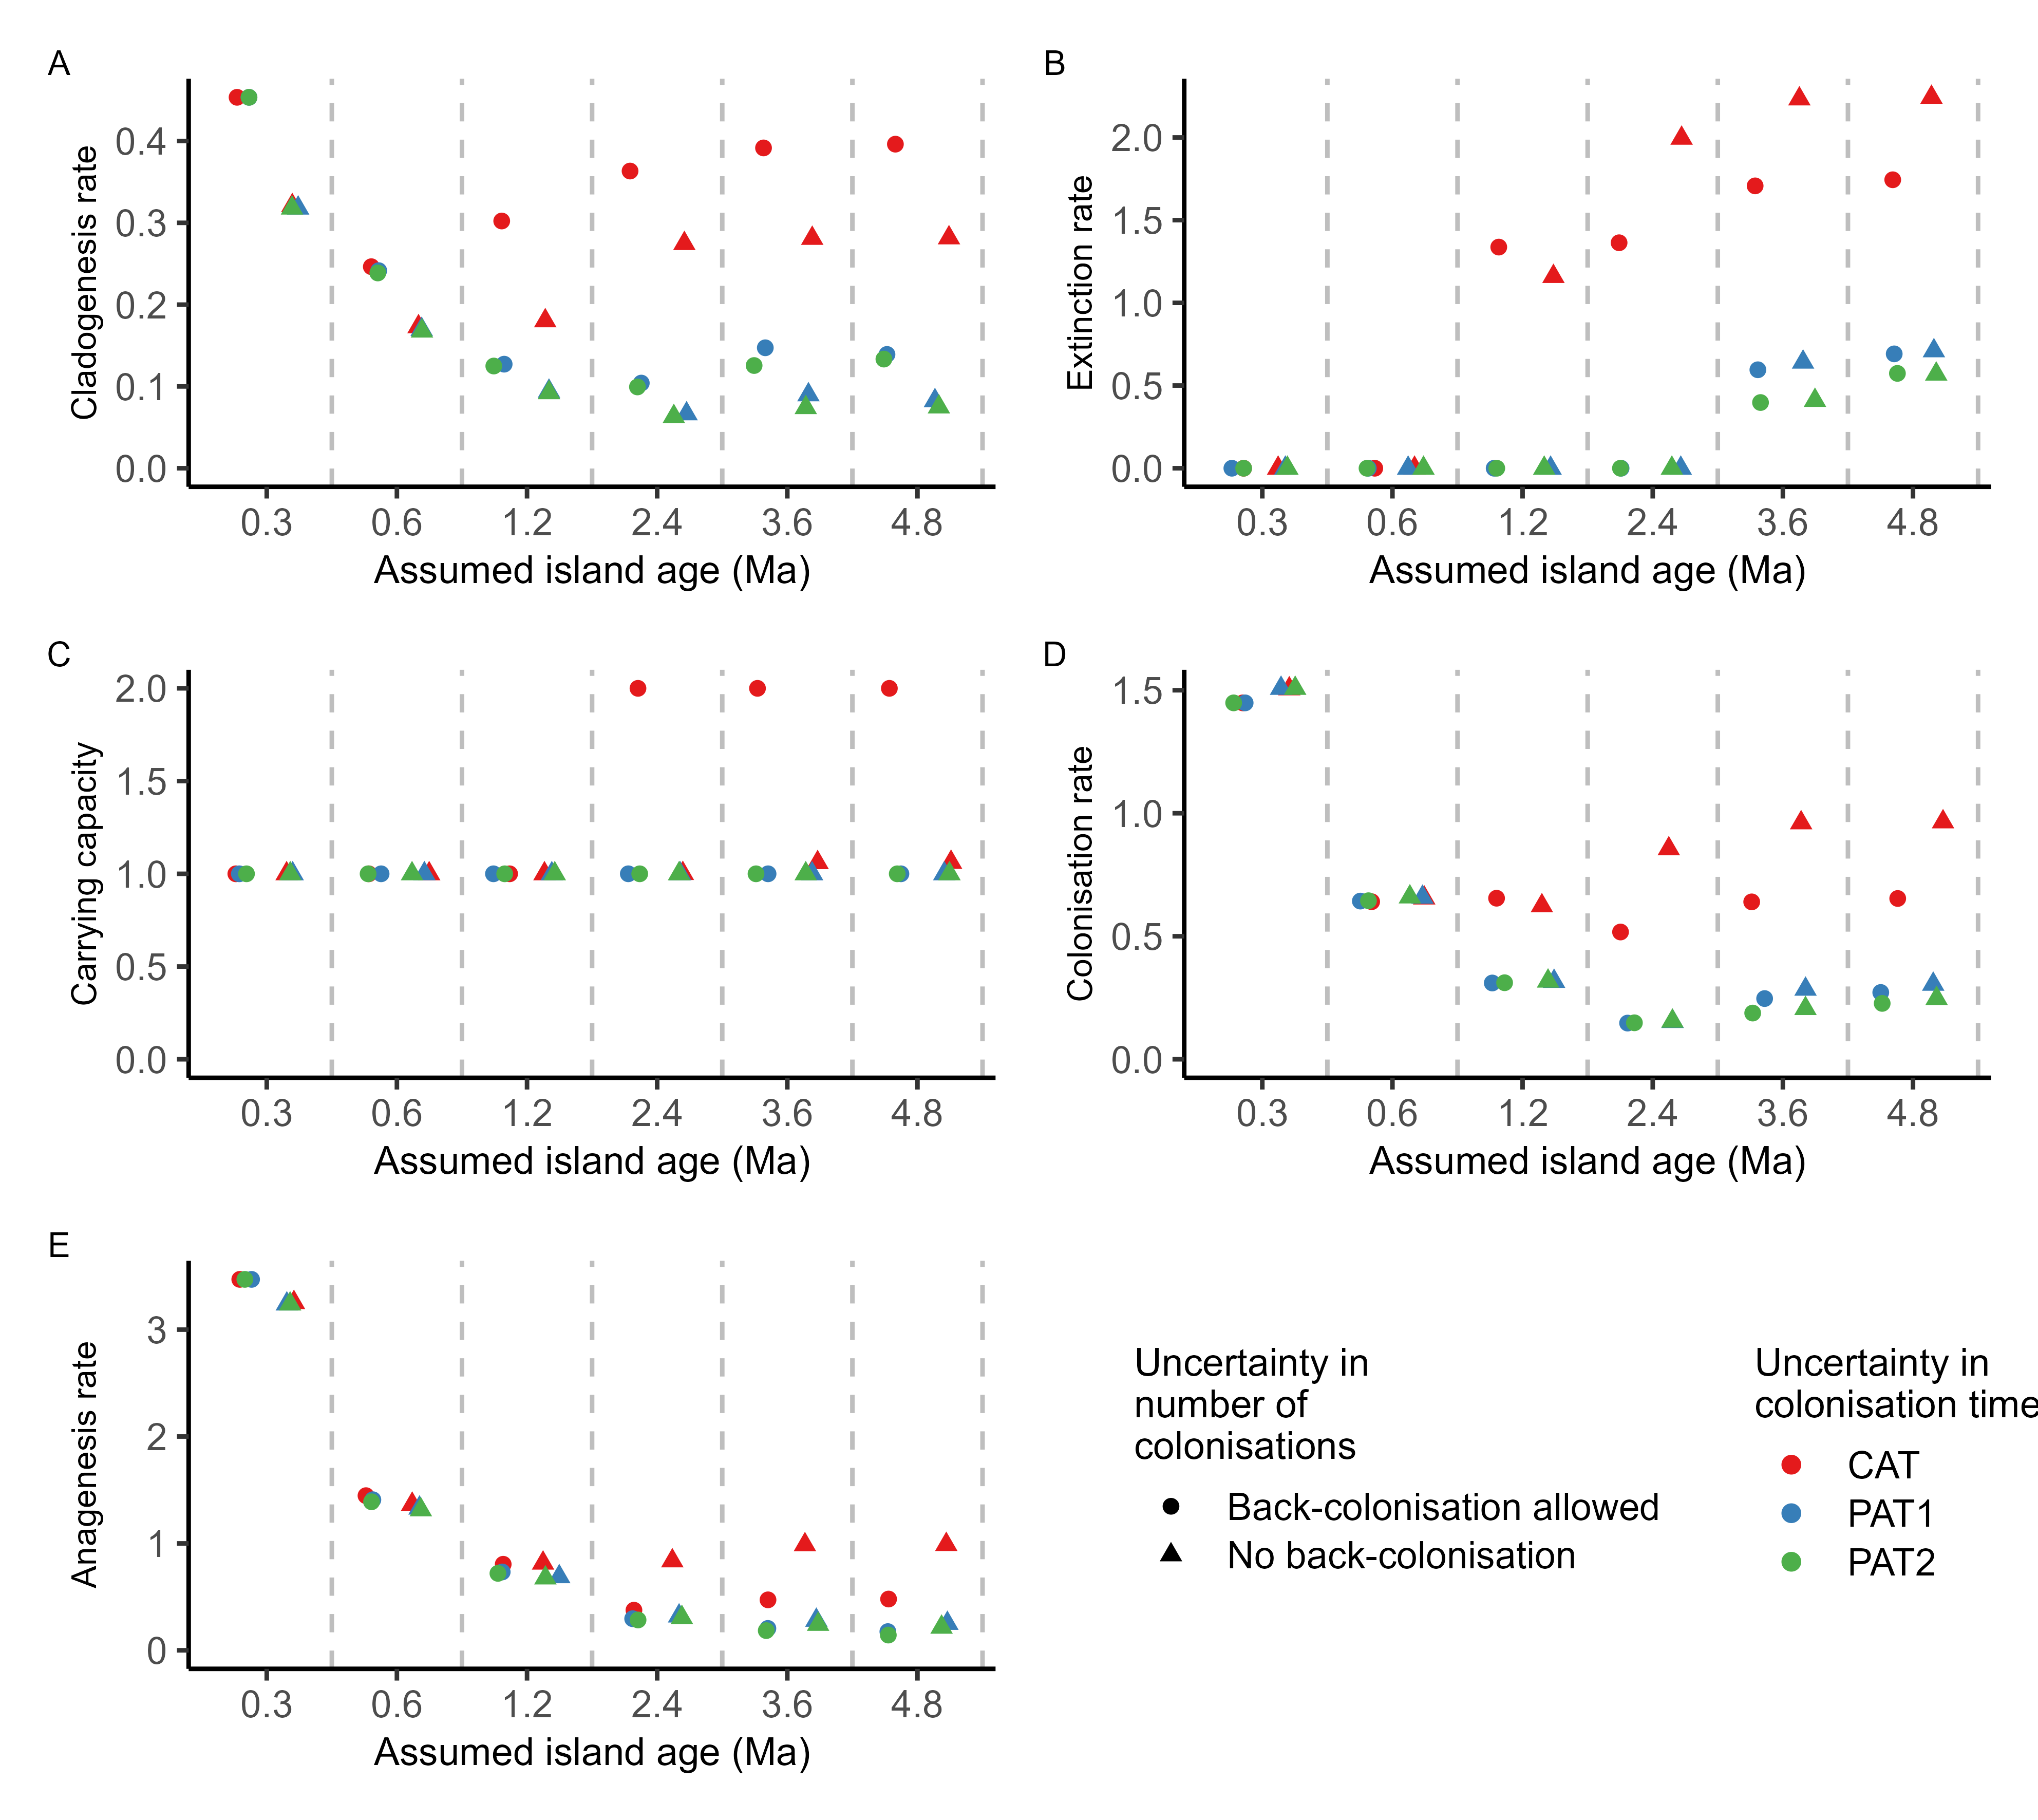 A
Cladogenesis rate
0.4
0.3
0.2
0.1
0.0
0.3 0.6 1.2 2.4 3.6 4.8
Assumed island age (Ma)
B
Extinction rate
2.0
1.5
1.0
0.5
0.0
0.3 0.6 1.2 2.4 3.6 4.8
Assumed island age (Ma)
C
Carrying capacity
2.0
1.5
1.0
0.5
0.0
0.3 0.6 1.2 2.4 3.6 4.8
Assumed island age (Ma)
D
Colonisation rate
1.5
1.0
0.5
0.0
0.3 0.6 1.2 2.4 3.6 4.8
Assumed island age (Ma)
E
Anagenesis rate
3
2
1
0
0.3 0.6 1.2 2.4 3.6 4.8
Assumed island age (Ma)
Uncertainty in
number of
colonisations
Back-colonisation allowed
No back-colonisation
Uncertainty in
colonisation time
CAT
PAT1
PAT2